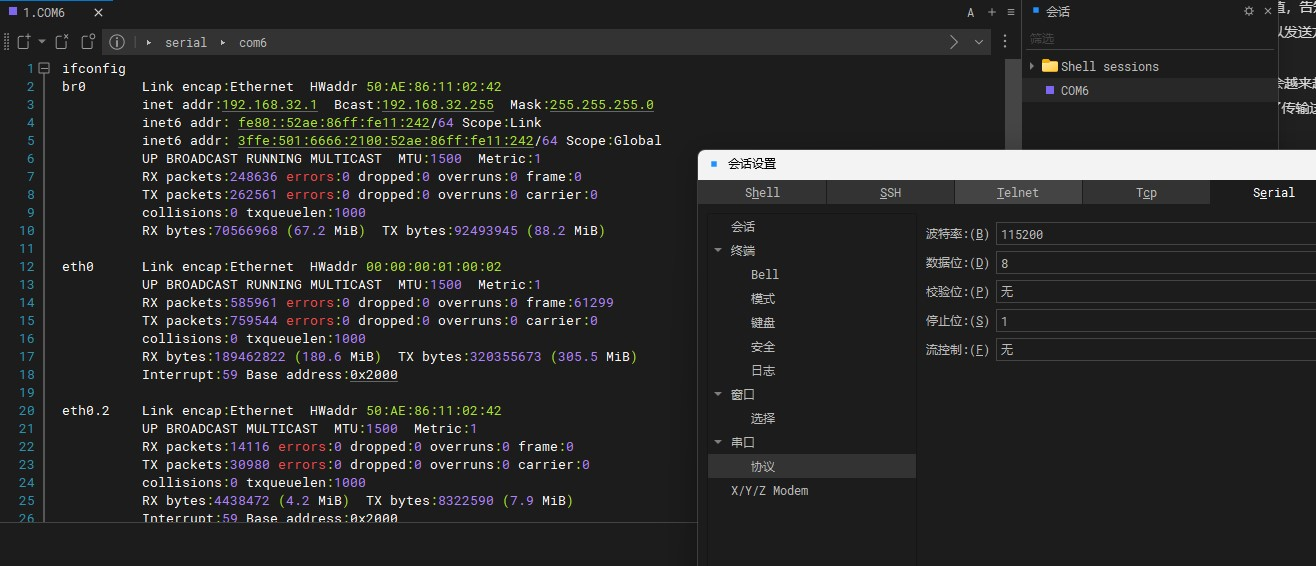 1.COM6
A
serial
com6
1 ifconfig
2 br0 Link encap:Ethernet HWaddr 50:AE:86:11:02:42
3 inet addr:192.168.32.1 Bcast:192.168.32.255 Mask:255.255.255.0
4 inet6 addr: fe80::52ae:86ff:fe11:242/64 Scope:Link
5 inet6 addr: 3ffe:501:6666:2100:52ae:86ff:fe11:242/64 Scope:Global
6 UP BROADCAST RUNNING MULTICAST MTU:1500 Metric:1
7 RX packets:248636 errors:0 dropped:0 overruns:0 frame:0
8 TX packets:262561 errors:0 dropped:0 overruns:0 carrier:0
9 collisions:0 txqueuelen:1000
10 RX bytes:70566968 (67.2 MiB) TX bytes:92493945 (88.2 MiB)
11
12 eth0 Link encap:Ethernet HWaddr 00:00:00:01:00:02
13 UP BROADCAST RUNNING MULTICAST MTU:1500 Metric:1
14 RX packets:585961 errors:0 dropped:0 overruns:0 frame:61299
15 TX packets:759544 errors:0 dropped:0 overruns:0 carrier:0
16 collisions:0 txqueuelen:1000
17 RX bytes:189462822 (180.6 MiB) TX bytes:320355673 (305.5 MiB)
18 Interrupt:59 Base address:0x2000
19
20 eth0.2 Link encap:Ethernet HWaddr 50:AE:86:11:02:42
21 UP BROADCAST MULTICAST MTU:1500 Metric:1
22 RX packets:14116 errors:0 dropped:0 overruns:0 frame:0
23 TX packets:30980 errors:0 dropped:0 overruns:0 carrier:0
24 collisions:0 txqueuelen:1000
25 RX bytes:4438472 (4.2 MiB) TX bytes:8322590 (7.9 MiB)
26 Interrupt:59 Base address:0x2000
会话
筛选
Shell sessions
COM6
会话设置
Shell
SSH
Telnet
Tcp
Serial
会话
终端
Bell
模式
键盘
安全
日志
窗口
选择
串口
协议
X/Y/Z Modem
波特率:(B) 115200
数据位:(D) 8
校验位:(P) 无
停止位:(S) 1
流控制:(F) 无